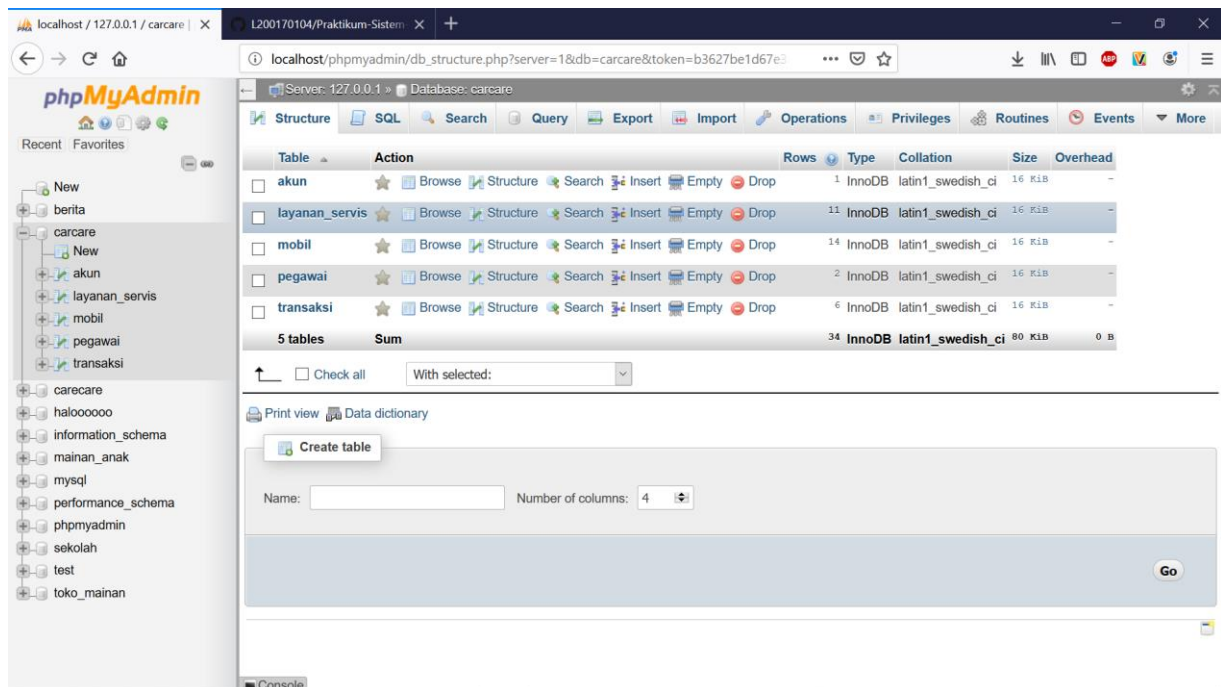 localhost / 127.0.0.1 / carcare |
L200170104/Praktikum-Sistem
localhost/phpmyadmin/db_structure.php?server=1&db=carcare&token=b3627be1d67e3
phpMyAdmin
Recent Favorites
New
berita
carcare
New
akun
layanan_servis
mobil
pegawai
transaksi
carecare
haloooooo
information_schema
mainan_anak
mysql
performance_schema
phpmyadmin
sekolah
test
toko_mainan
Server: 127.0.0.1 » Database: carcare
Structure SQL Search Query Export Import Operations Privileges Routines Events More
Table Action Rows Type Collation Size Overhead
akun Browse Structure Search Insert Empty Drop 1 InnoDB latin1_swedish_ci 16 KiB -
layanan_servis Browse Structure Search Insert Empty Drop 11 InnoDB latin1_swedish_ci 16 KiB -
mobil Browse Structure Search Insert Empty Drop 14 InnoDB latin1_swedish_ci 16 KiB -
pegawai Browse Structure Search Insert Empty Drop 2 InnoDB latin1_swedish_ci 16 KiB -
transaksi Browse Structure Search Insert Empty Drop 6 InnoDB latin1_swedish_ci 16 KiB -
5 tables Sum 34 InnoDB latin1_swedish_ci 80 KiB 0 B
Check all With selected:
Print view Data dictionary
Create table
Name: Number of columns: 4
Go
Console